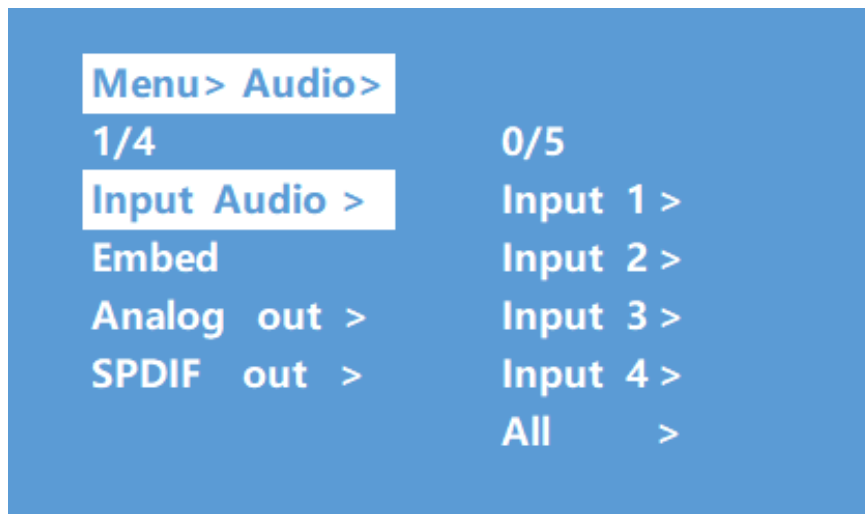 Menu> Audio>
1/4 0/5
Input Audio > Input 1 >
Embed Input 2 >
Analog out > Input 3 >
SPDIF out > Input 4 >
All >